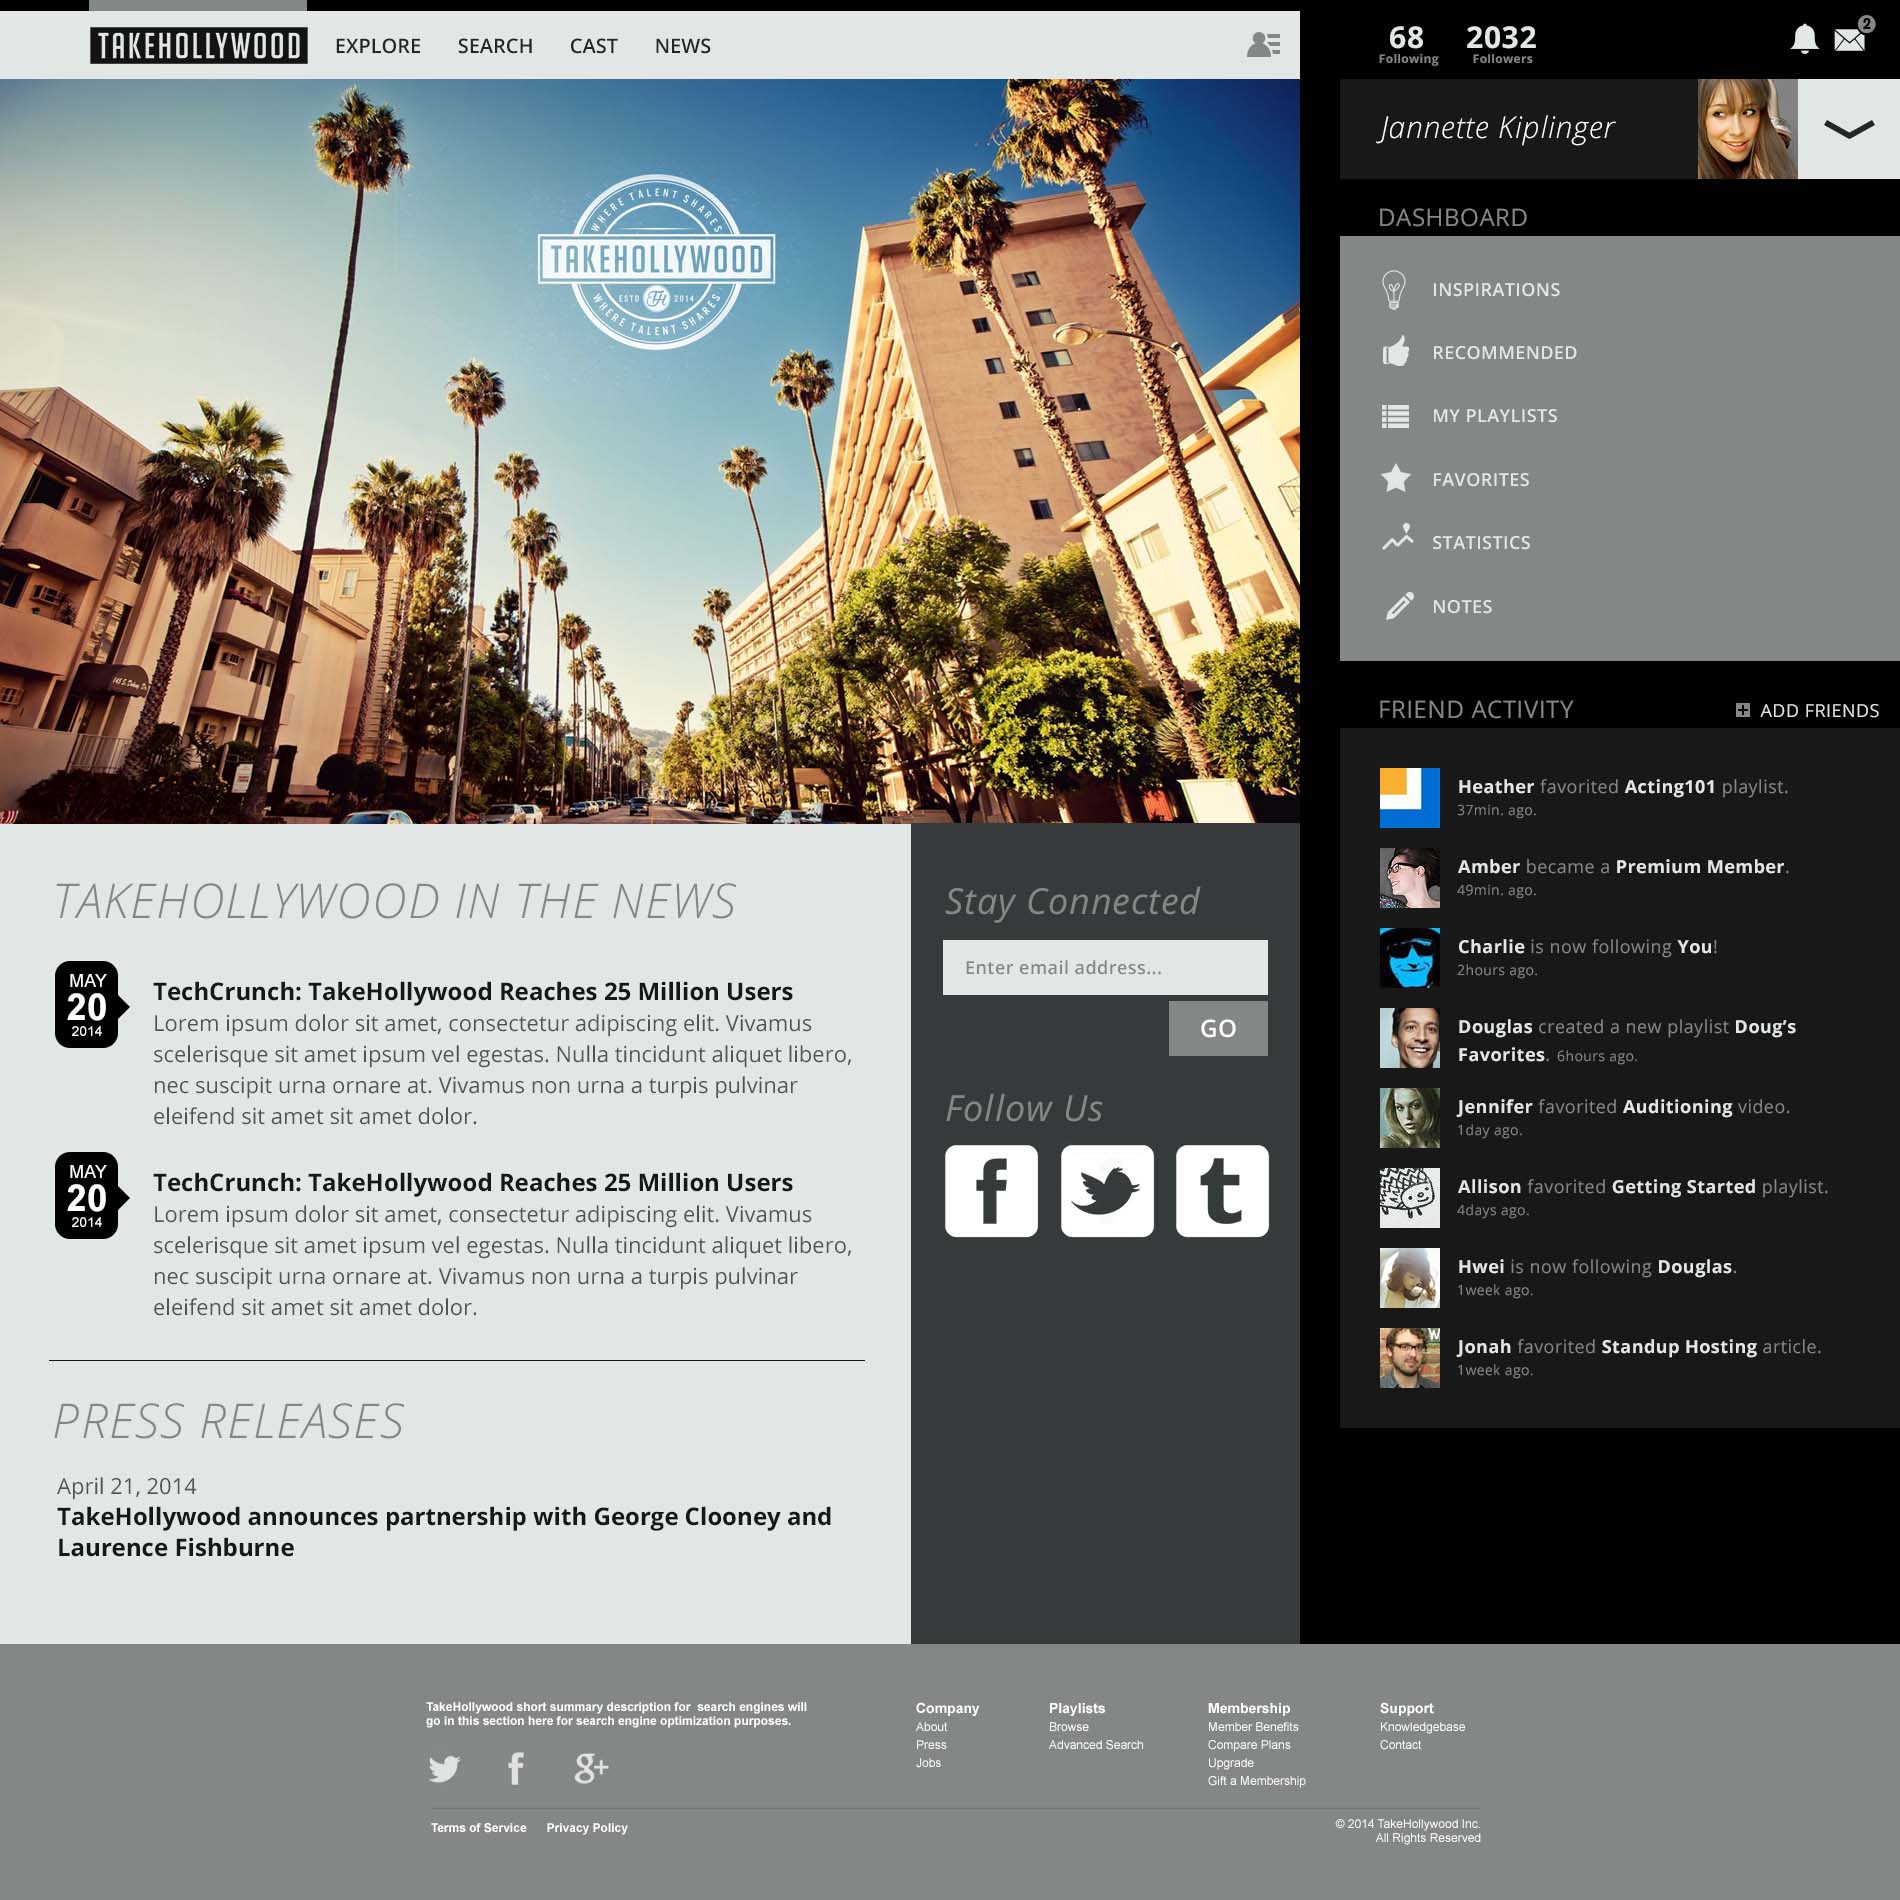 TAKEHOLLYWOOD
EXPLORE SEARCH CAST NEWS
68 2032
Following Followers
2
Jannette Kiplinger
WHERE TALENT SHARES
TAKEHOLLYWOOD
ESTD TH 2014
WHERE TALENT SHARES
DASHBOARD
INSPIRATIONS
RECOMMENDED
MY PLAYLISTS
FAVORITES
STATISTICS
NOTES
FRIEND ACTIVITY ADD FRIENDS
Heather favorited Acting101 playlist.
37min. ago.
Amber became a Premium Member.
49min. ago.
Charlie is now following You!
2hours ago.
Douglas created a new playlist Doug's
Favorites. 6hours ago.
Jennifer favorited Auditioning video.
1day ago.
Allison favorited Getting Started playlist.
4days ago.
Hwei is now following Douglas.
1week ago.
Jonah favorited Standup Hosting article.
1week ago.
TAKEHOLLYWOOD IN THE NEWS
MAY
20
2014
TechCrunch: TakeHollywood Reaches 25 Million Users
Lorem ipsum dolor sit amet, consectetur adipiscing elit. Vivamus
scelerisque sit amet ipsum vel egestas. Nulla tincidunt aliquet libero,
nec suscipit urna ornare at. Vivamus non urna a turpis pulvinar
eleifend sit amet sit amet dolor.
MAY
20
2014
TechCrunch: TakeHollywood Reaches 25 Million Users
Lorem ipsum dolor sit amet, consectetur adipiscing elit. Vivamus
scelerisque sit amet ipsum vel egestas. Nulla tincidunt aliquet libero,
nec suscipit urna ornare at. Vivamus non urna a turpis pulvinar
eleifend sit amet sit amet dolor.
PRESS RELEASES
April 21, 2014
TakeHollywood announces partnership with George Clooney and
Laurence Fishburne
Stay Connected
Enter email address...
GO
Follow Us
f t
TakeHollywood short summary description for  search engines will
go in this section here for search engine optimization purposes.
f g+
Company
About
Press
Jobs
Playlists
Browse
Advanced Search
Membership
Member Benefits
Compare Plans
Upgrade
Gift a Membership
Support
Knowledgebase
Contact
Terms of Service Privacy Policy
© 2014 TakeHollywood Inc.
All Rights Reserved